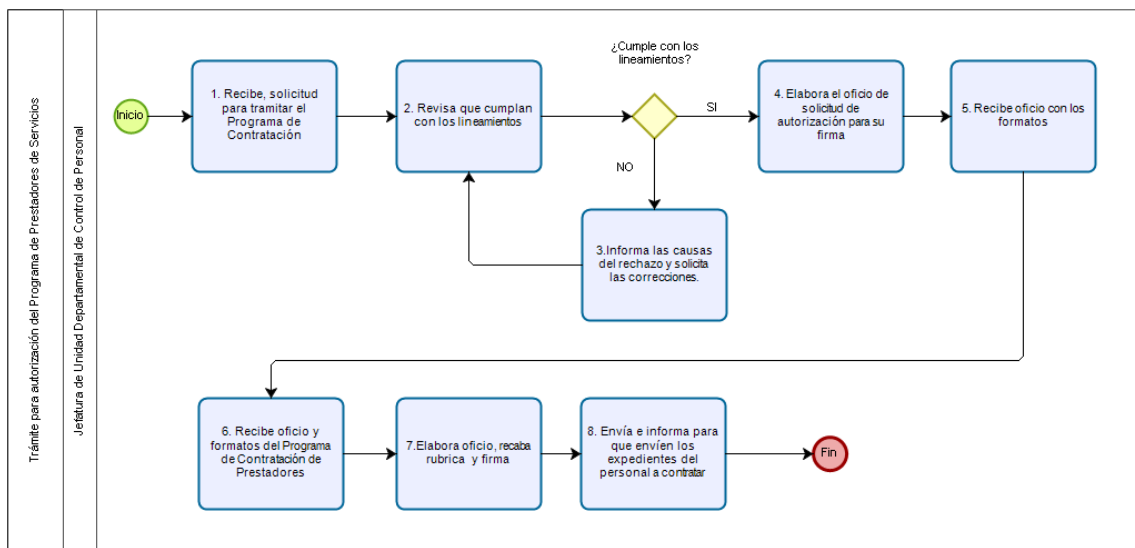 Trámite para autorización del Programa de Prestadores de Servicios
Jefatura de Unidad Departamental de Control de Personal
Inicio
1. Recibe, solicitud
para tramitar el
Programa de
Contratación
2. Revisa que cumplan
con los lineamientos
¿Cumple con los
lineamientos?
SI
NO
3.Informa las causas
del rechazo y solicita
las correcciones.
4. Elabora el oficio de
solicitud de
autorización para su
firma
5. Recibe oficio con los
formatos
6. Recibe oficio y
formatos del Programa
de Contratación de
Prestadores
7.Elabora oficio, recaba
rubrica y firma
8. Envía e informa para
que envíen los
expedientes del
personal a contratar
Fin